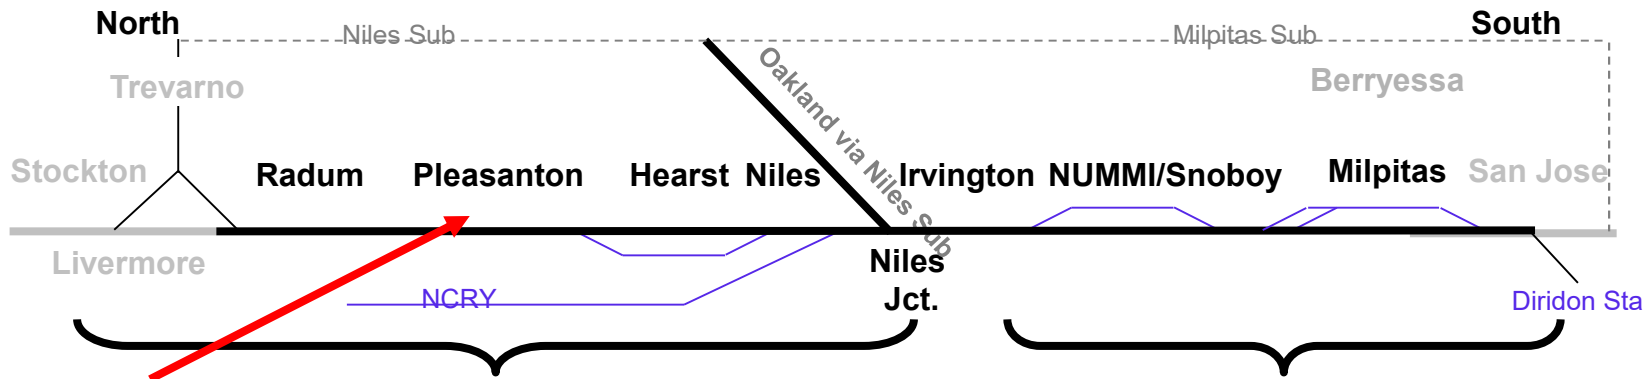 North
South
Niles Sub
Milpitas Sub
Trevarno
Oakland via Niles Sub
Berryessa
Stockton
Radum
Pleasanton
Hearst
Niles
Irvington
NUMMI/Snoboy
Milpitas
San Jose
Livermore
Niles
Jct.
NCRY
Diridon Sta